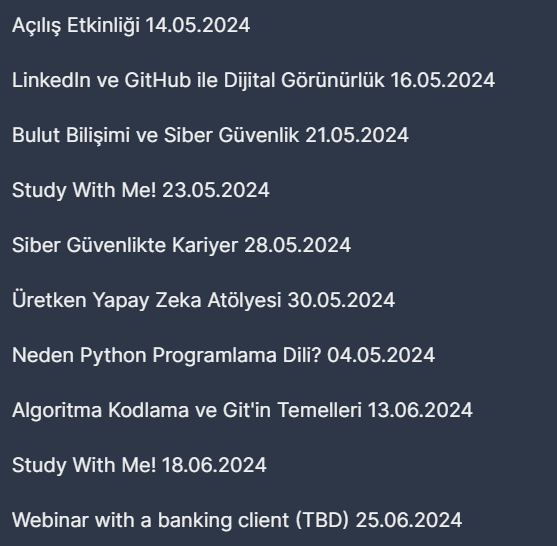 Açılış Etkinliği 14.05.2024
LinkedIn ve GitHub ile Dijital Görünürlük 16.05.2024
Bulut Bilişimi ve Siber Güvenlik 21.05.2024
Study With Me! 23.05.2024
Siber Güvenlikte Kariyer 28.05.2024
Üretken Yapay Zeka Atölyesi 30.05.2024
Neden Python Programlama Dili? 04.05.2024
Algoritma Kodlama ve Git'in Temelleri 13.06.2024
Study With Me! 18.06.2024
Webinar with a banking client (TBD) 25.06.2024